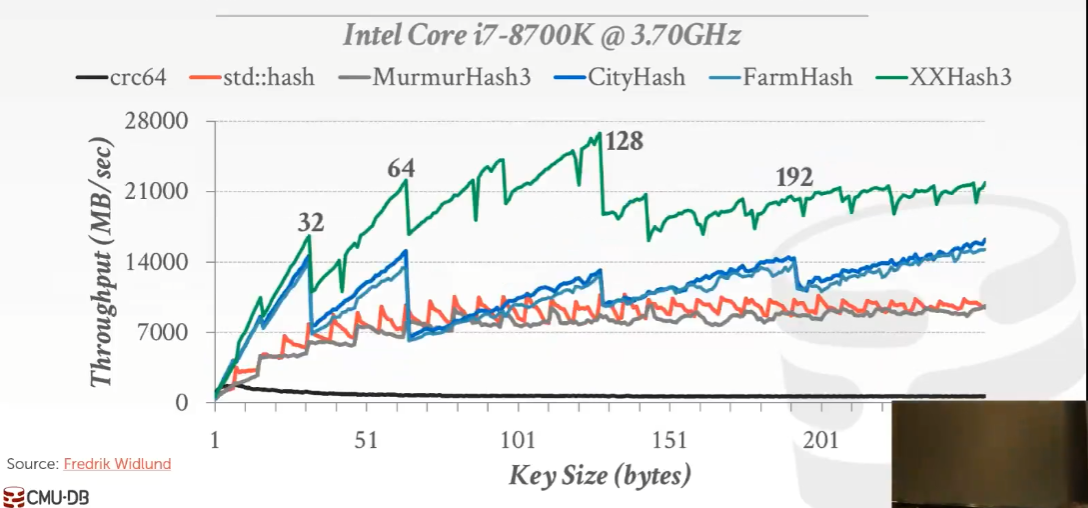 Intel Core i7-8700K @ 3.70GHz
crc64 std::hash MurmurHash3 CityHash FarmHash XXHash3
Throughput (MB/sec)
28000
21000
14000
7000
0
32
64
128
192
1 51 101 151 201
Key Size (bytes)
Source: Fredrik Widlund
CMU·DB